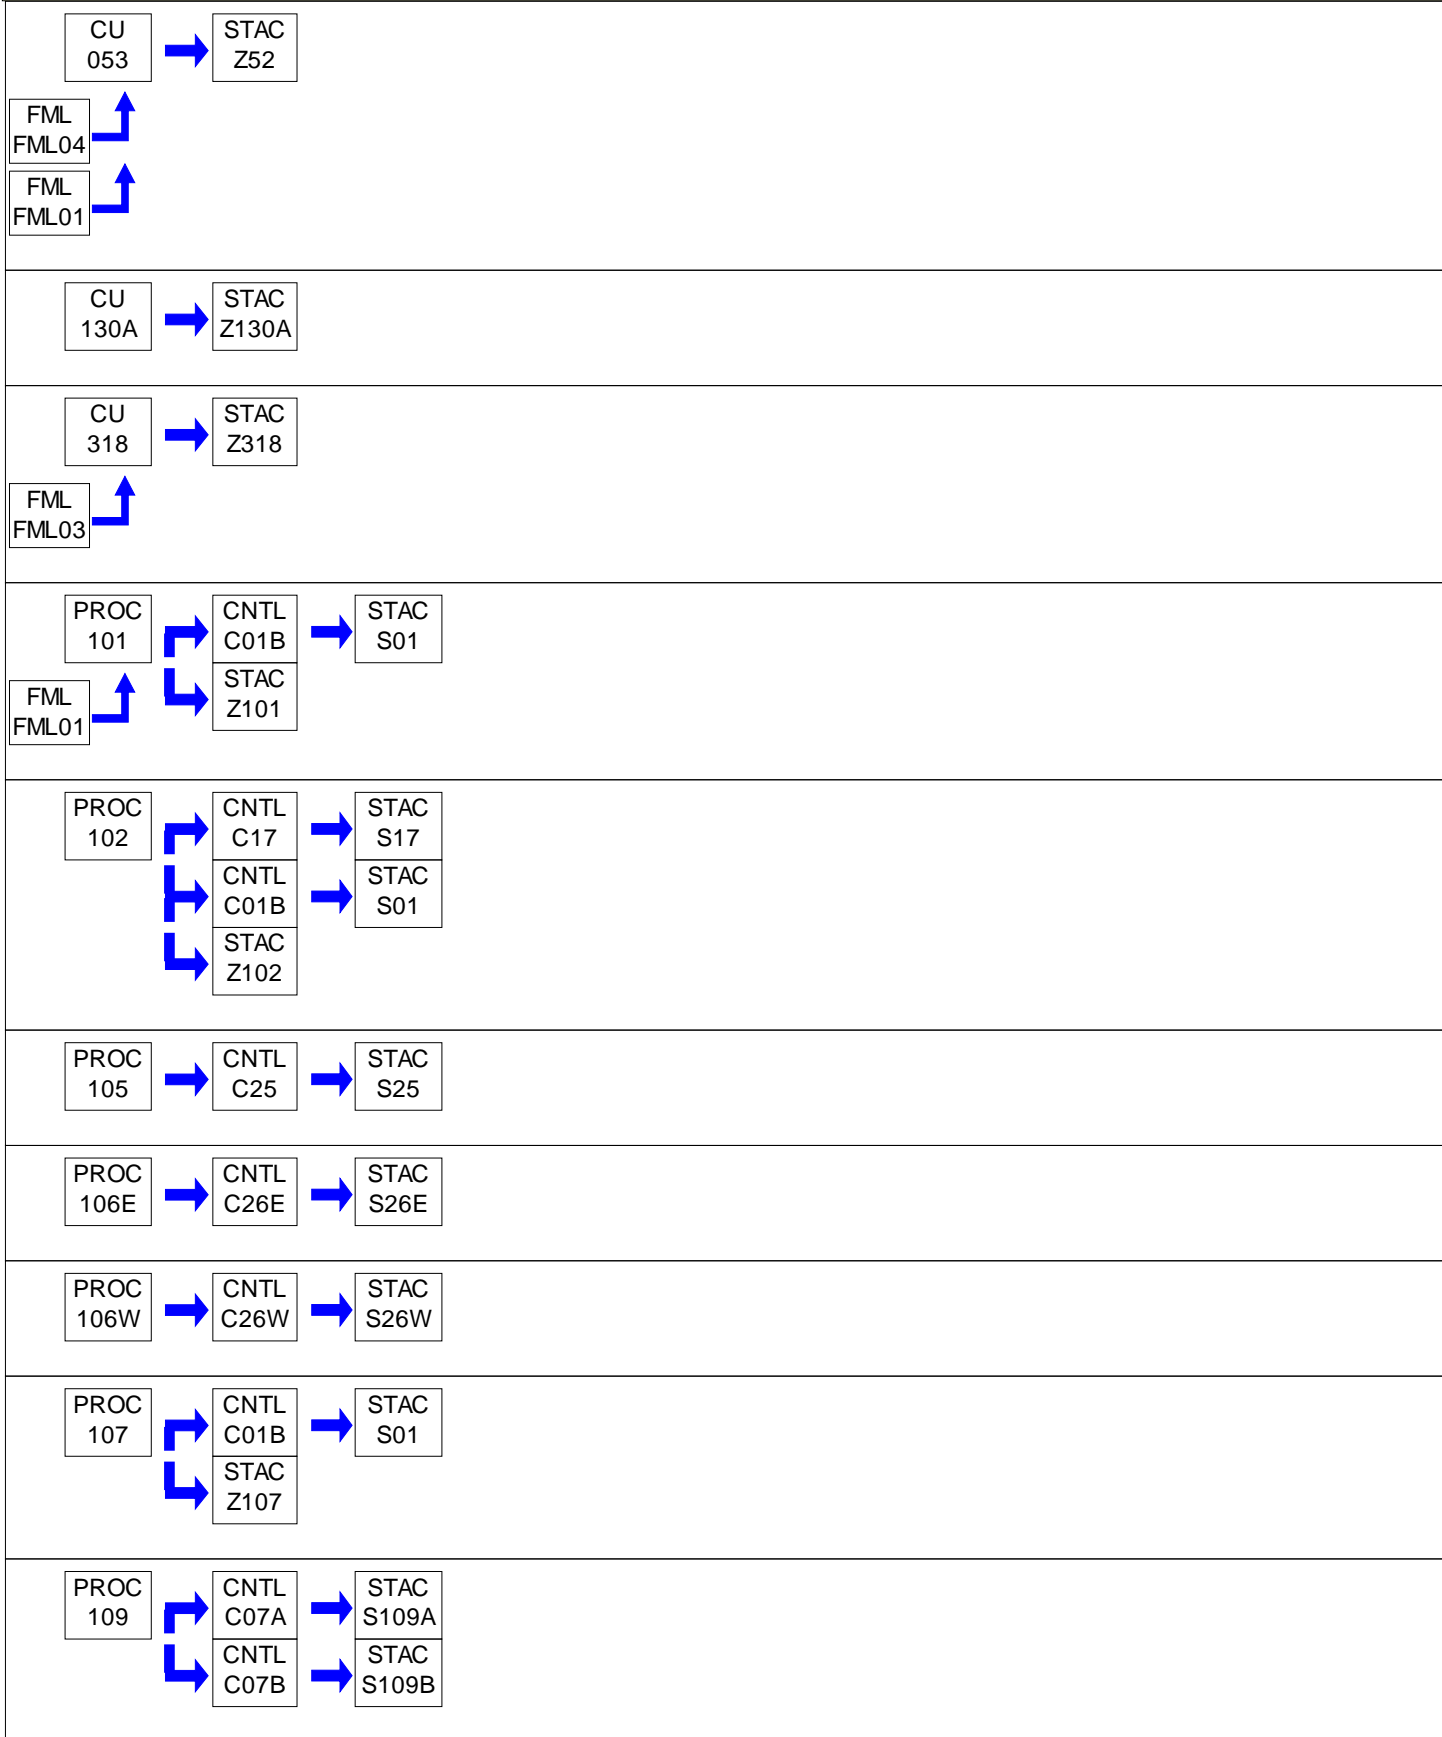 CU
053
STAC
Z52
FML
FML04
FML
FML01
CU
130A
STAC
Z130A
CU
318
STAC
Z318
FML
FML03
PROC
101
CNTL
C01B
STAC
S01
STAC
Z101
FML
FML01
PROC
102
CNTL
C17
STAC
S17
CNTL
C01B
STAC
S01
STAC
Z102
PROC
105
CNTL
C25
STAC
S25
PROC
106E
CNTL
C26E
STAC
S26E
PROC
106W
CNTL
C26W
STAC
S26W
PROC
107
CNTL
C01B
STAC
S01
STAC
Z107
PROC
109
CNTL
C07A
STAC
S109A
CNTL
C07B
STAC
S109B